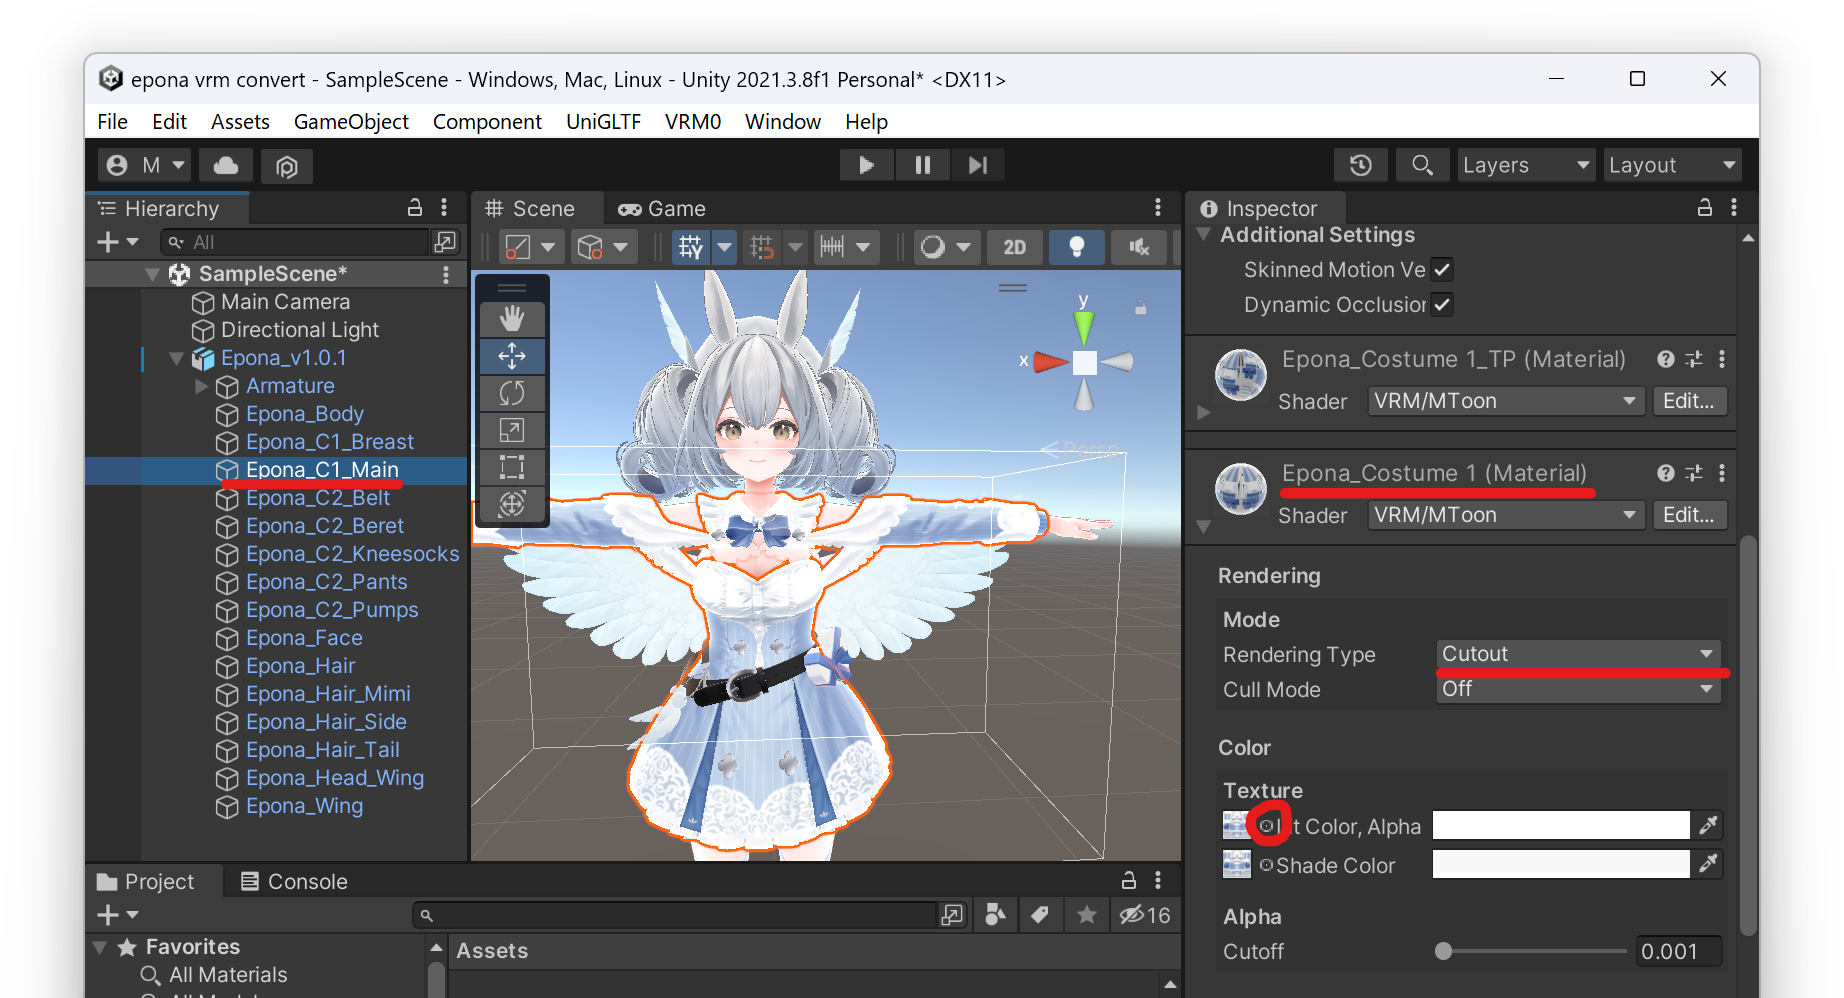 epona vrm convert - SampleScene - Windows, Mac, Linux - Unity 2021.3.8f1 Personal* <DX11>
File Edit Assets GameObject Component UniGLTF VRM0 Window Help
M Layers Layout
Hierarchy
All
SampleScene*
Main Camera
Directional Light
Epona_v1.0.1
Armature
Epona_Body
Epona_C1_Breast
Epona_C1_Main
Epona_C2_Belt
Epona_C2_Beret
Epona_C2_Kneesocks
Epona_C2_Pants
Epona_C2_Pumps
Epona_Face
Epona_Hair
Epona_Hair_Mimi
Epona_Hair_Side
Epona_Hair_Tail
Epona_Head_Wing
Epona_Wing
Scene Game
2D
y
x
Persp
Inspector
Additional Settings
Skinned Motion Ve
Dynamic Occlusion
Epona_Costume 1_TP (Material)
Shader VRM/MToon Edit...
Epona_Costume 1 (Material)
Shader VRM/MToon Edit...
Rendering
Mode
Rendering Type Cutout
Cull Mode Off
Color
Texture
Color, Alpha
Shade Color
Alpha
Cutoff 0.001
Project Console
16
Favorites
All Materials
Assets